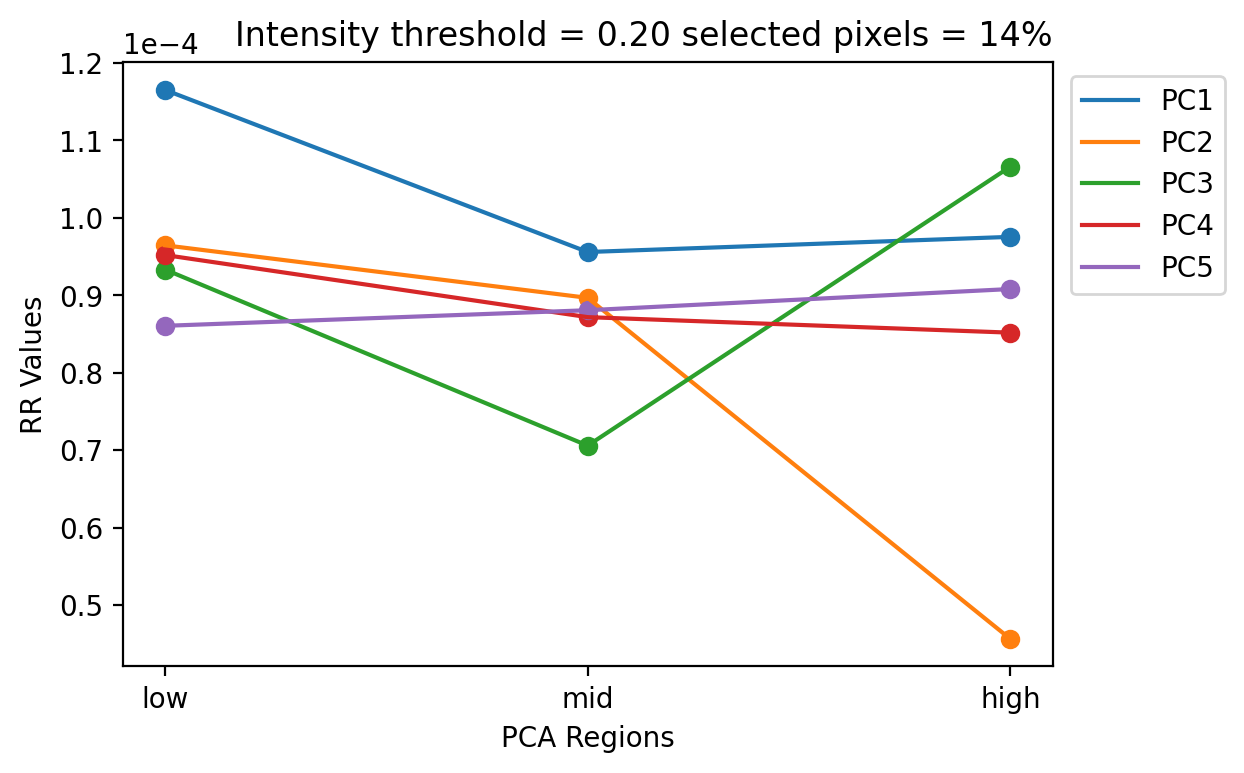 Intensity threshold = 0.20 selected pixels = 14%
1e−4
1.2
1.1
1.0
0.9
0.8
0.7
0.6
0.5
RR Values
low mid high
PCA Regions
PC1
PC2
PC3
PC4
PC5